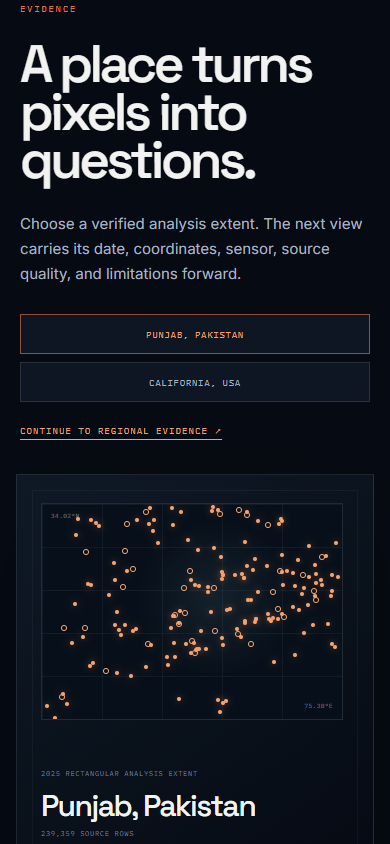 EVIDENCE
A place turns
pixels into
questions.
Choose a verified analysis extent. The next view
carries its date, coordinates, sensor, source
quality, and limitations forward.
PUNJAB, PAKISTAN
CALIFORNIA, USA
CONTINUE TO REGIONAL EVIDENCE ↗
34.02°N
75.38°E
2025 RECTANGULAR ANALYSIS EXTENT
Punjab, Pakistan
239,359 SOURCE ROWS